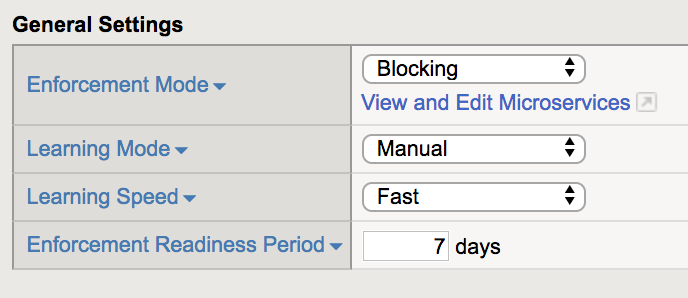 General Settings
Enforcement Mode
Blocking
View and Edit Microservices
Learning Mode
Manual
Learning Speed
Fast
Enforcement Readiness Period
7 days